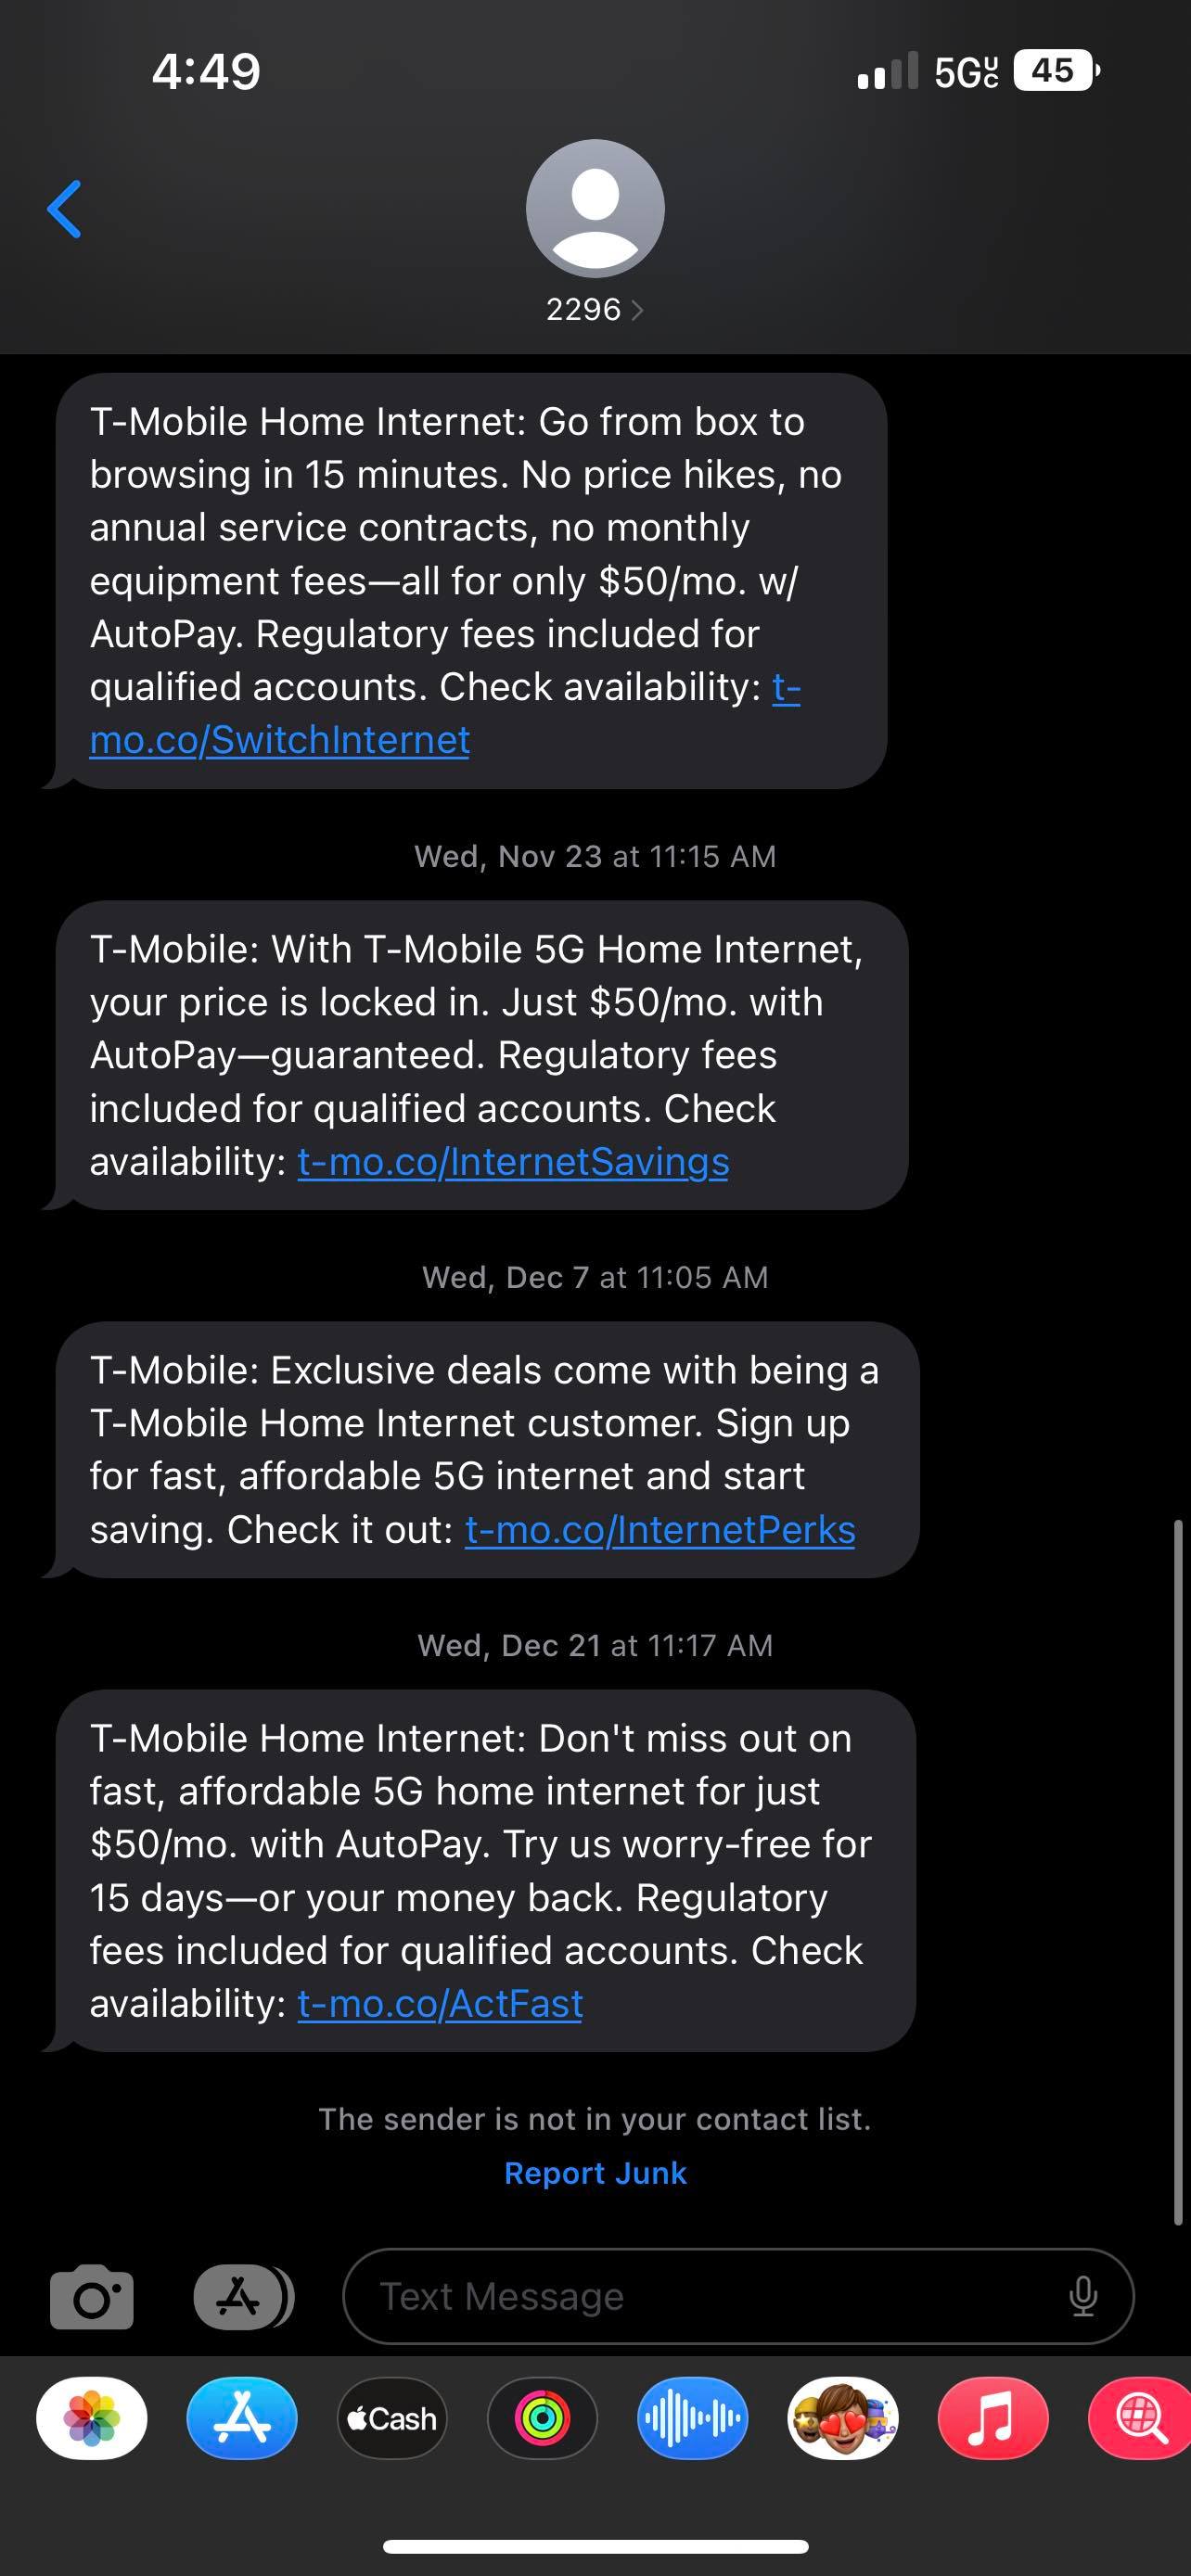 4:49
5GUC 45
2296
T-Mobile Home Internet: Go from box to
browsing in 15 minutes. No price hikes, no
annual service contracts, no monthly
equipment fees—all for only $50/mo. w/
AutoPay. Regulatory fees included for
qualified accounts. Check availability: t-
mo.co/SwitchInternet
Wed, Nov 23 at 11:15 AM
T-Mobile: With T-Mobile 5G Home Internet,
your price is locked in. Just $50/mo. with
AutoPay—guaranteed. Regulatory fees
included for qualified accounts. Check
availability: t-mo.co/InternetSavings
Wed, Dec 7 at 11:05 AM
T-Mobile: Exclusive deals come with being a
T-Mobile Home Internet customer. Sign up
for fast, affordable 5G internet and start
saving. Check it out: t-mo.co/InternetPerks
Wed, Dec 21 at 11:17 AM
T-Mobile Home Internet: Don't miss out on
fast, affordable 5G home internet for just
$50/mo. with AutoPay. Try us worry-free for
15 days—or your money back. Regulatory
fees included for qualified accounts. Check
availability: t-mo.co/ActFast
The sender is not in your contact list.
Report Junk
Text Message
Cash